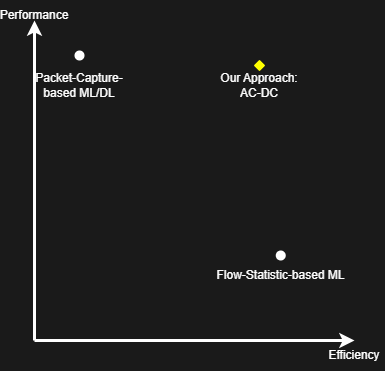 Performance
Packet-Capture-
based ML/DL
Our Approach:
AC-DC
Flow-Statistic-based ML
Efficiency